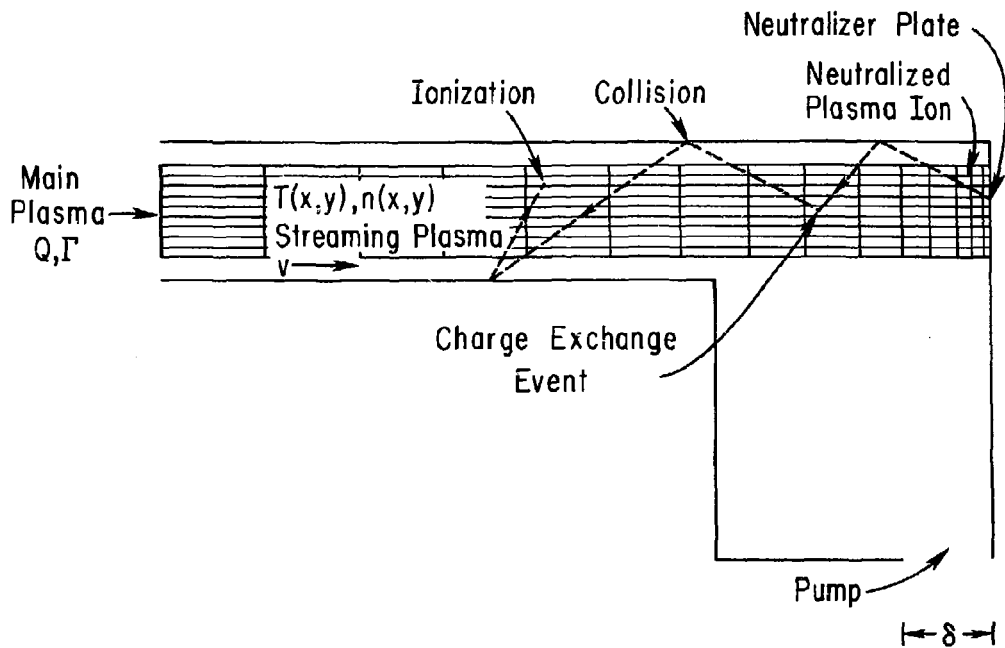 Neutralizer Plate
Neutralized
Plasma Ion
Ionization
Collision
Main
Plasma
Q,Γ
T(x,y),n(x,y)
Streaming Plasma
v
Charge Exchange
Event
Pump
δ